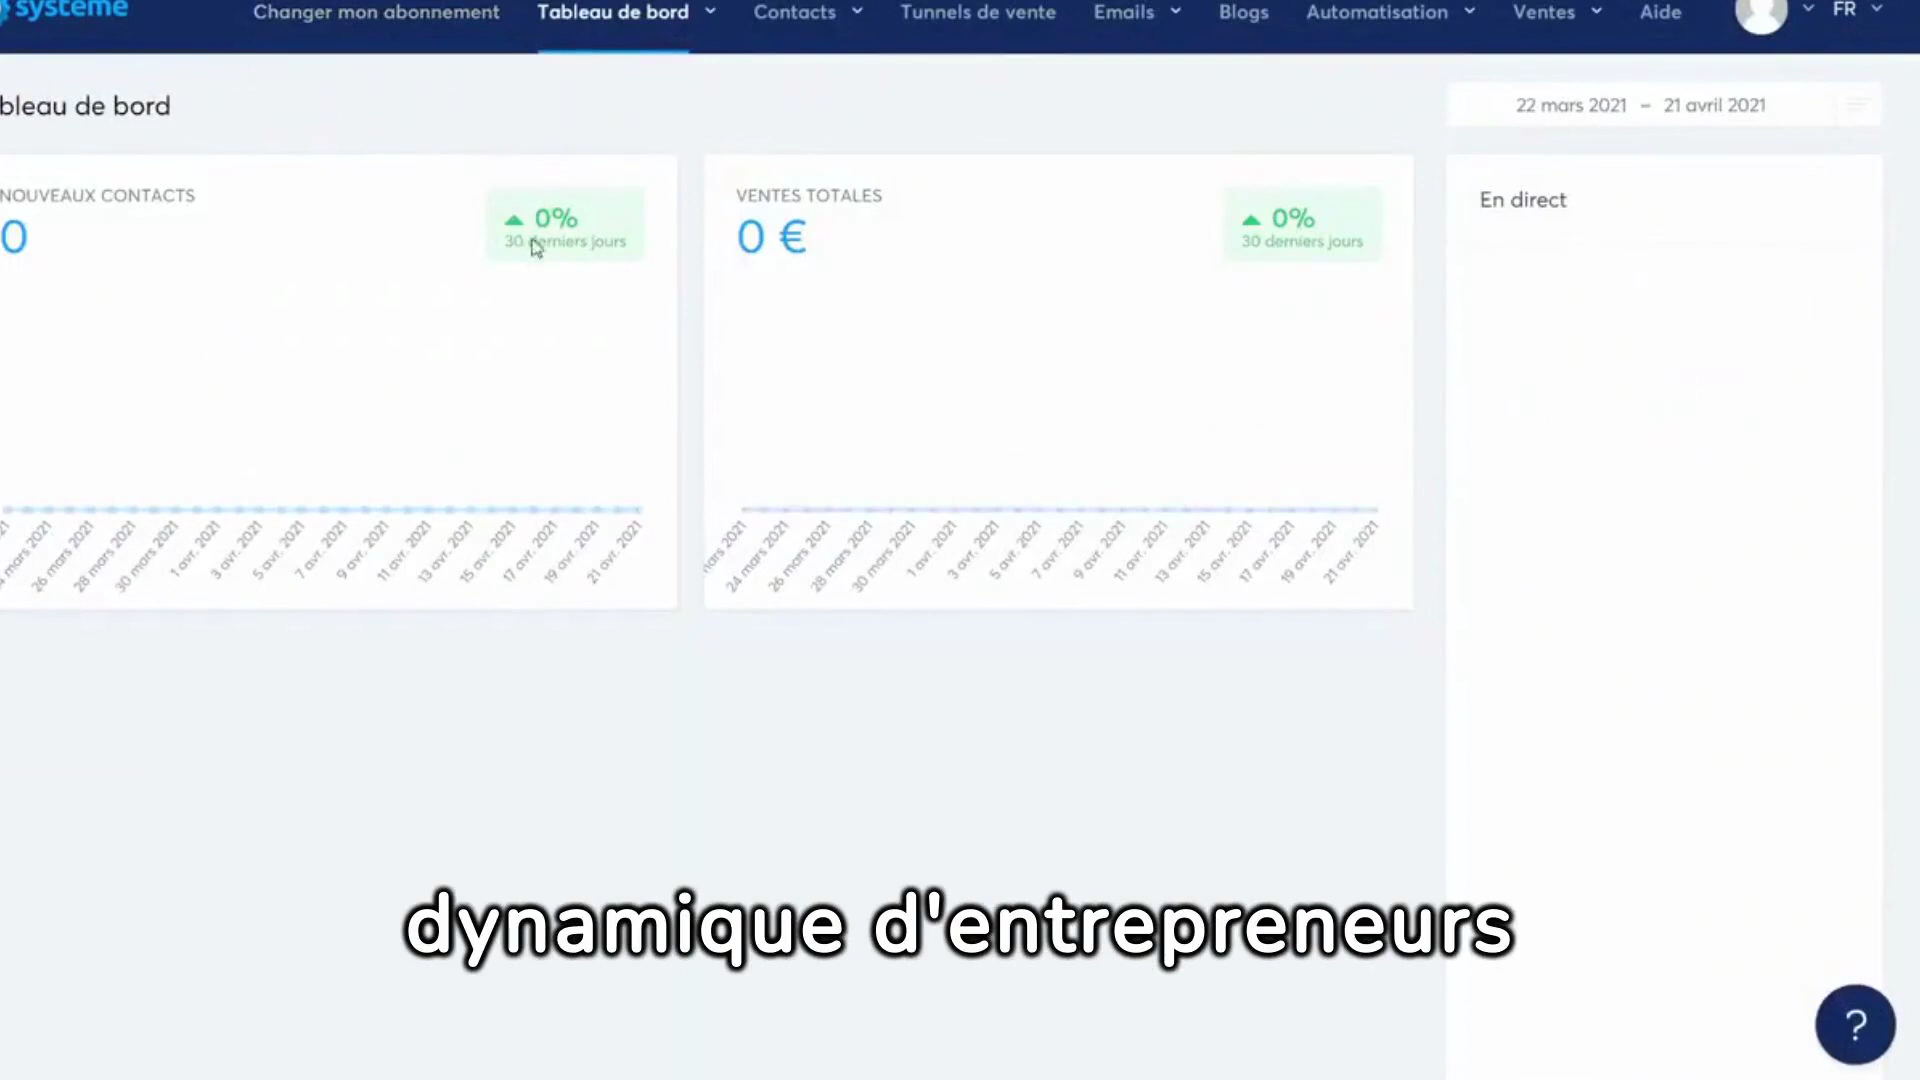 systeme
Changer mon abonnement
Tableau de bord
Contacts
Tunnels de vente
Emails
Blogs
Automatisation
Ventes
Aide
FR
bleau de bord
22 mars 2021 – 21 avril 2021
NOUVEAUX CONTACTS
0
0%
30 derniers jours
VENTES TOTALES
0 €
0%
30 derniers jours
En direct
mars 2021
26 mars 2021
28 mars 2021
30 mars 2021
1 avr. 2021
3 avr. 2021
5 avr. 2021
7 avr. 2021
9 avr. 2021
11 avr. 2021
13 avr. 2021
15 avr. 2021
17 avr. 2021
19 avr. 2021
21 avr. 2021
mars 2021
24 mars 2021
26 mars 2021
28 mars 2021
30 mars 2021
1 avr. 2021
3 avr. 2021
5 avr. 2021
7 avr. 2021
9 avr. 2021
11 avr. 2021
13 avr. 2021
15 avr. 2021
17 avr. 2021
19 avr. 2021
21 avr. 2021
dynamique d'entrepreneurs
?